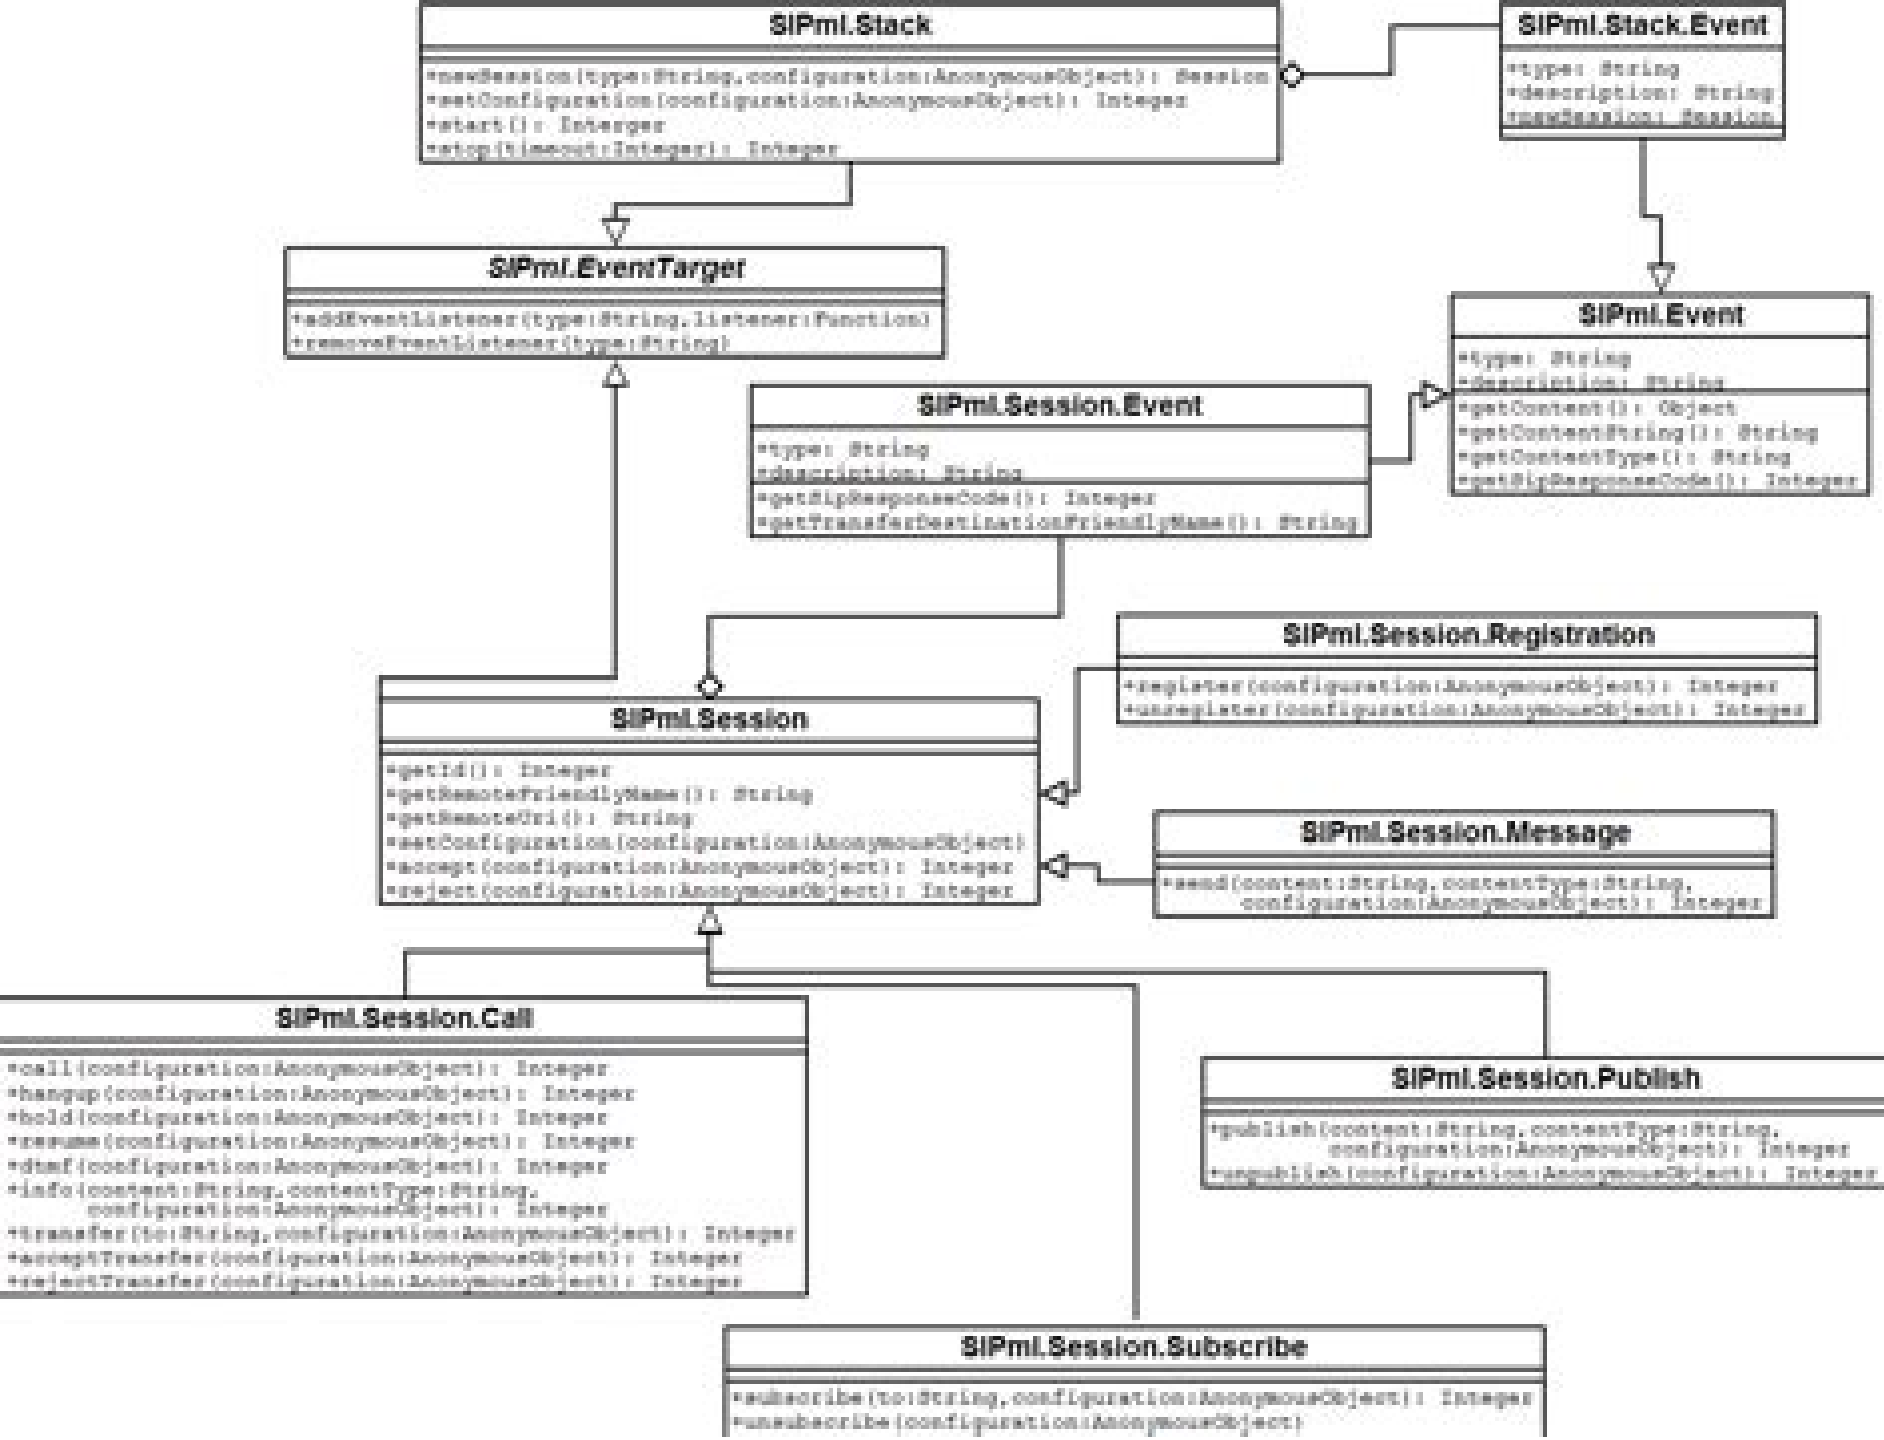 SIPml.Stack
+newSession(type:String,configuration:AnonymousObject): Session
+setConfiguration(configuration:AnonymousObject): Integer
+start(): Interger
+stop(timeout:Integer): Integer
SIPml.Stack.Event
+type: String
+description: String
+newSession: Session
SIPml.EventTarget
+addEventListener(type:String,listener:Function)
+removeEventListener(type:String)
SIPml.Event
+type: String
+description: String
+getContent(): Object
+getContentString(): String
+getContentType(): String
+getSipResponseCode(): Integer
SIPml.Session.Event
+type: String
+description: String
+getSipResponseCode(): Integer
+getTransferDestinationFriendlyName(): String
SIPml.Session.Registration
+register(configuration:AnonymousObject): Integer
+unregister(configuration:AnonymousObject): Integer
SIPml.Session
+getId(): Integer
+getRemoteFriendlyName(): String
+getRemoteUri(): String
+setConfiguration(configuration:AnonymousObject)
+accept(configuration:AnonymousObject): Integer
+reject(configuration:AnonymousObject): Integer
SIPml.Session.Message
+send(content:String,contentType:String,
configuration:AnonymousObject): Integer
SIPml.Session.Call
+call(configuration:AnonymousObject): Integer
+hangup(configuration:AnonymousObject): Integer
+hold(configuration:AnonymousObject): Integer
+resume(configuration:AnonymousObject): Integer
+dtmf(configuration:AnonymousObject): Integer
+info(content:String,contentType:String,
configuration:AnonymousObject): Integer
+transfer(to:String,configuration:AnonymousObject): Integer
+acceptTransfer(configuration:AnonymousObject): Integer
+rejectTransfer(configuration:AnonymousObject): Integer
SIPml.Session.Publish
+publish(content:String,contentType:String,
configuration:AnonymousObject): Integer
+unpublish(configuration:AnonymousObject): Integer
SIPml.Session.Subscribe
+subscribe(to:String,configuration:AnonymousObject): Integer
+unsubscribe(configuration:AnonymousObject)